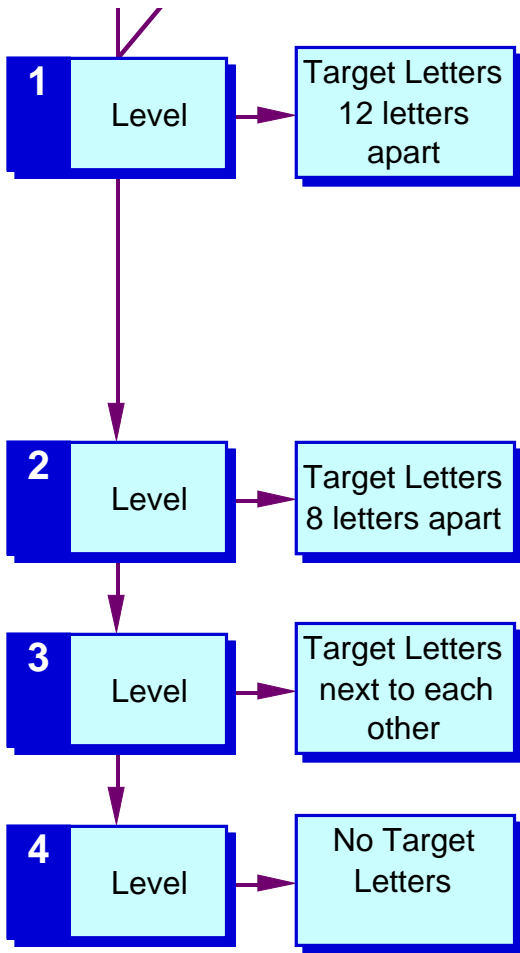 1
Level
Target Letters
12 letters
apart
2
Level
Target Letters
8 letters apart
3
Level
Target Letters
next to each
other
4
Level
No Target
Letters